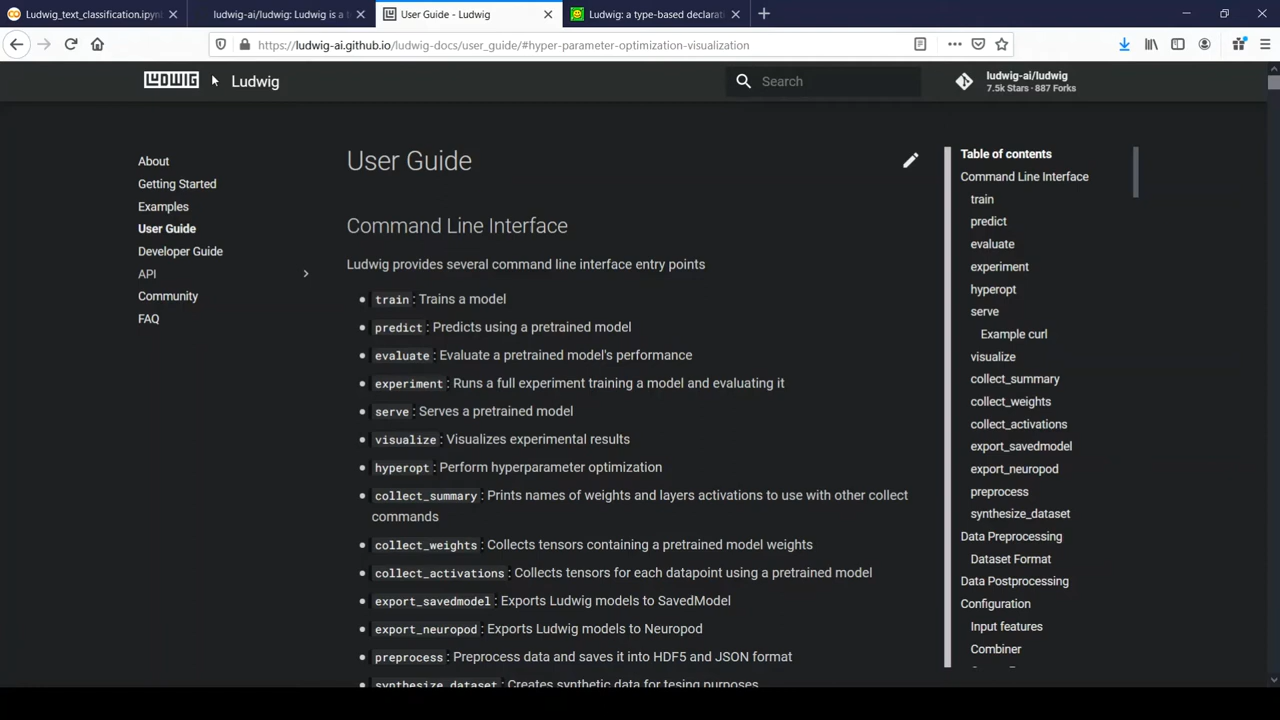 Ludwig_text_classification.ipyn
ludwig-ai/ludwig: Ludwig is a t
User Guide - Ludwig
Ludwig: a type-based declarati
https://ludwig-ai.github.io/ludwig-docs/user_guide/#hyper-parameter-optimization-visualization
LUDWIG
Ludwig
Search
ludwig-ai/ludwig
7.5k Stars · 887 Forks
About
Getting Started
Examples
User Guide
Developer Guide
API
Community
FAQ
User Guide
Command Line Interface
Ludwig provides several command line interface entry points
train: Trains a model
predict: Predicts using a pretrained model
evaluate: Evaluate a pretrained model's performance
experiment: Runs a full experiment training a model and evaluating it
serve: Serves a pretrained model
visualize: Visualizes experimental results
hyperopt: Perform hyperparameter optimization
collect_summary: Prints names of weights and layers activations to use with other collect
commands
collect_weights: Collects tensors containing a pretrained model weights
collect_activations: Collects tensors for each datapoint using a pretrained model
export_savedmodel: Exports Ludwig models to SavedModel
export_neuropod: Exports Ludwig models to Neuropod
preprocess: Preprocess data and saves it into HDF5 and JSON format
synthesize_dataset: Creates synthetic data for tesing purposes
Table of contents
Command Line Interface
train
predict
evaluate
experiment
hyperopt
serve
Example curl
visualize
collect_summary
collect_weights
collect_activations
export_savedmodel
export_neuropod
preprocess
synthesize_dataset
Data Preprocessing
Dataset Format
Data Postprocessing
Configuration
Input features
Combiner